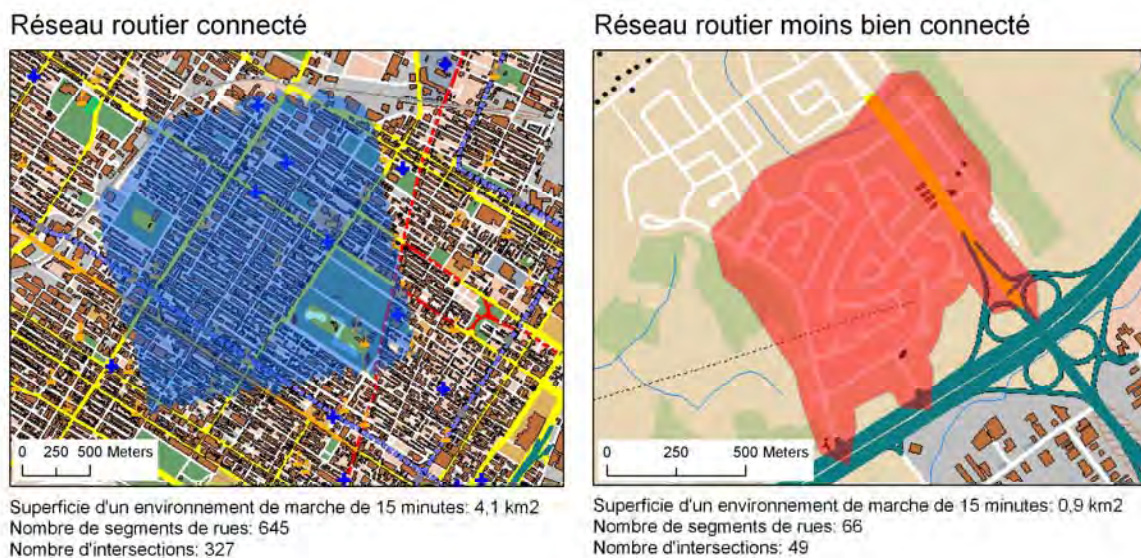 Réseau routier connecté
Réseau routier moins bien connecté
0 250 500 Meters
0 250 500 Meters
Superficie d'un environnement de marche de 15 minutes: 4,1 km2
Nombre de segments de rues: 645
Nombre d'intersections: 327
Superficie d'un environnement de marche de 15 minutes: 0,9 km2
Nombre de segments de rues: 66
Nombre d'intersections: 49